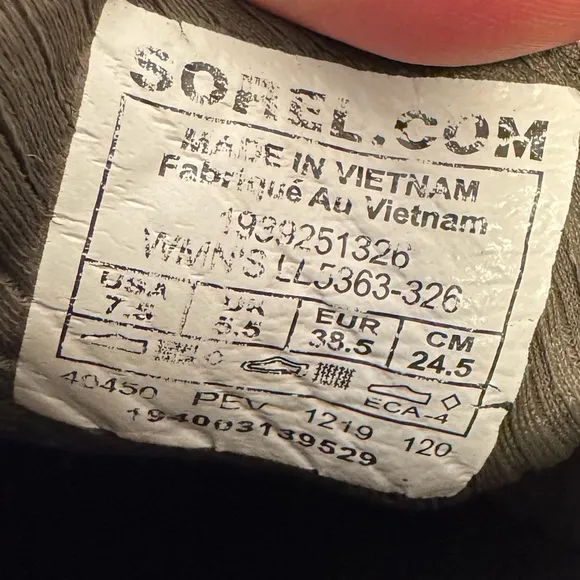 SOREL.COM
MADE IN VIETNAM
Fabriqué Au Vietnam
1939251326
WMN'S LL5363-326
USA UK EUR CM
7.5 5.5 38.5 24.5
ECA-4
40450 PEV 1219 120
194003139529